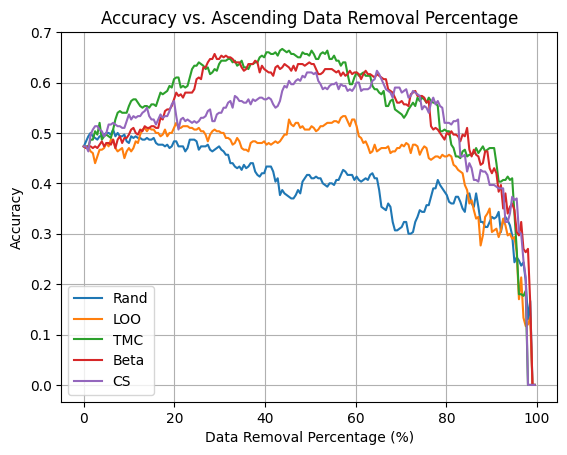 Accuracy vs. Ascending Data Removal Percentage
0.7
0.6
0.5
0.4
0.3
0.2
0.1
0.0
Accuracy
Rand
LOO
TMC
Beta
CS
0 20 40 60 80 100
Data Removal Percentage (%)